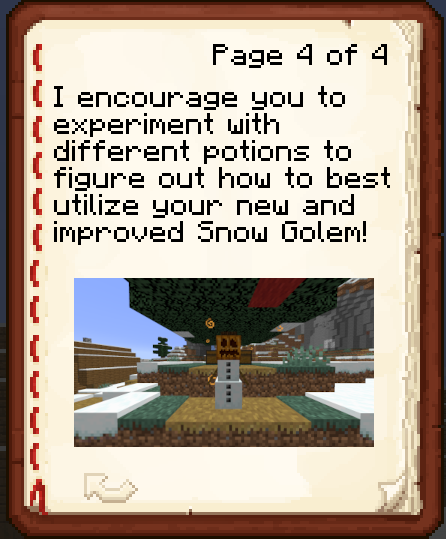 Page 4 of 4
I encourage you to
experiment with
different potions to
figure out how to best
utilize your new and
improved Snow Golem!